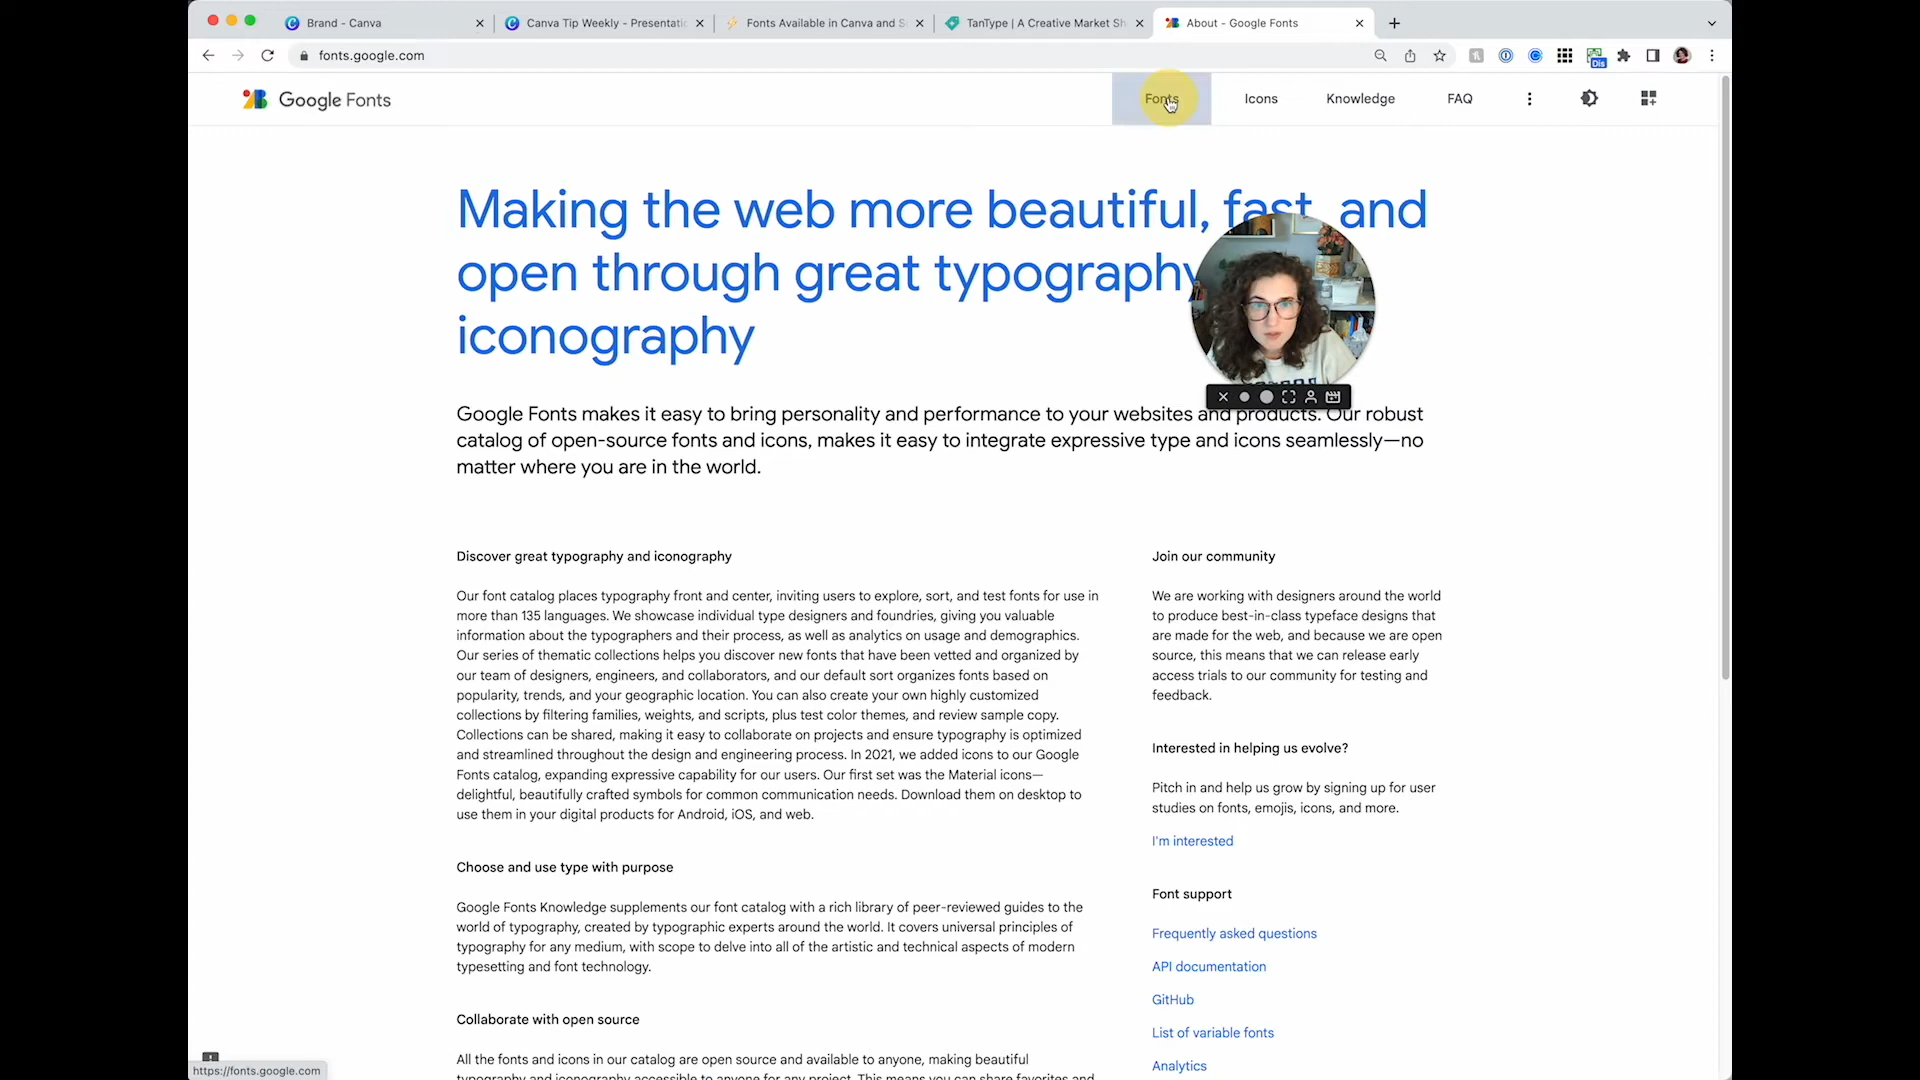 Brand - Canva
Canva Tip Weekly - Presentatio
Fonts Available in Canva and S
TanType | A Creative Market Sh
About - Google Fonts
fonts.google.com
Dis
Google Fonts
Fonts
Icons
Knowledge
FAQ
Making the web more beautiful, fast, and
open through great typography
iconography
Google Fonts makes it easy to bring personality and performance to your websites and products. Our robust
catalog of open-source fonts and icons, makes it easy to integrate expressive type and icons seamlessly—no
matter where you are in the world.
Discover great typography and iconography
Our font catalog places typography front and center, inviting users to explore, sort, and test fonts for use in
more than 135 languages. We showcase individual type designers and foundries, giving you valuable
information about the typographers and their process, as well as analytics on usage and demographics.
Our series of thematic collections helps you discover new fonts that have been vetted and organized by
our team of designers, engineers, and collaborators, and our default sort organizes fonts based on
popularity, trends, and your geographic location. You can also create your own highly customized
collections by filtering families, weights, and scripts, plus test color themes, and review sample copy.
Collections can be shared, making it easy to collaborate on projects and ensure typography is optimized
and streamlined throughout the design and engineering process. In 2021, we added icons to our Google
Fonts catalog, expanding expressive capability for our users. Our first set was the Material icons—
delightful, beautifully crafted symbols for common communication needs. Download them on desktop to
use them in your digital products for Android, iOS, and web.
Choose and use type with purpose
Google Fonts Knowledge supplements our font catalog with a rich library of peer-reviewed guides to the
world of typography, created by typographic experts around the world. It covers universal principles of
typography for any medium, with scope to delve into all of the artistic and technical aspects of modern
typesetting and font technology.
Collaborate with open source
All the fonts and icons in our catalog are open source and available to anyone, making beautiful
typography and iconography accessible to anyone for any project. This means you can share favorites and
Join our community
We are working with designers around the world
to produce best-in-class typeface designs that
are made for the web, and because we are open
source, this means that we can release early
access trials to our community for testing and
feedback.
Interested in helping us evolve?
Pitch in and help us grow by signing up for user
studies on fonts, emojis, icons, and more.
I'm interested
Font support
Frequently asked questions
API documentation
GitHub
List of variable fonts
Analytics
https://fonts.google.com